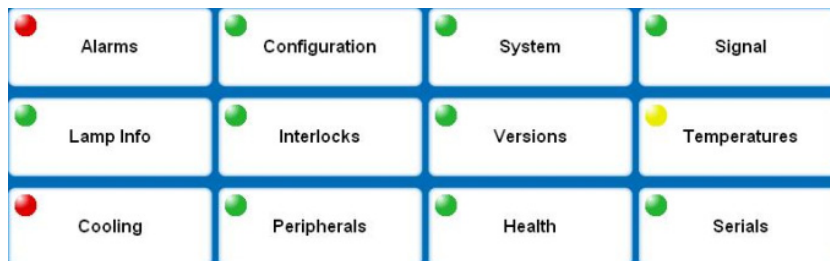 Alarms Configuration System Signal
Lamp Info Interlocks Versions Temperatures
Cooling Peripherals Health Serials